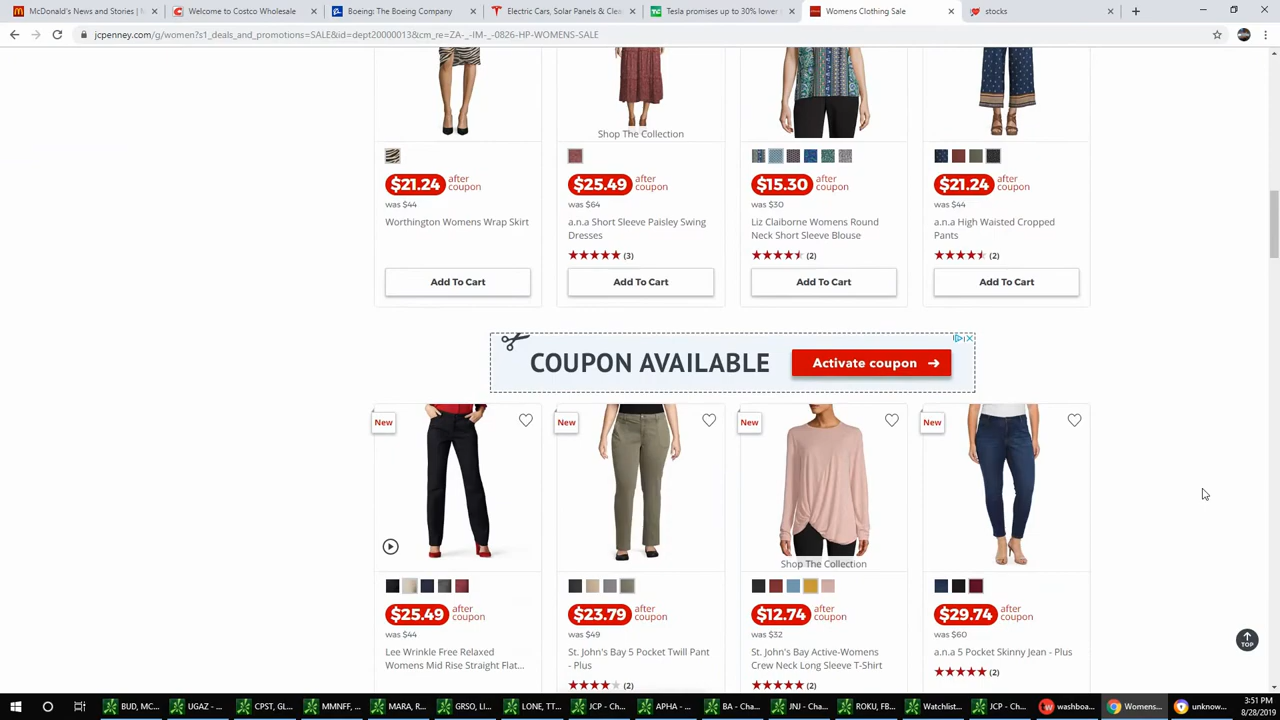 McDonald's News and Stories | M
Welcome to Costco Wholesale
Boeing: The Boeing Company
Electric Cars, Solar Panels & Clea
Tesla promises up to 30% lower
Womens Clothing Sale
stocks
jcpenney.com/g/women?s1_deals_and_promotions=SALE&id=dept20000013&cm_re=ZA-_-IM-_-0826-HP-WOMENS-SALE
Shop The Collection
$21.24 after coupon
was $44
Worthington Womens Wrap Skirt
Add To Cart
$25.49 after coupon
was $64
a.n.a Short Sleeve Paisley Swing
Dresses
(3)
Add To Cart
$15.30 after coupon
was $30
Liz Claiborne Womens Round
Neck Short Sleeve Blouse
(2)
Add To Cart
$21.24 after coupon
was $44
a.n.a High Waisted Cropped
Pants
(2)
Add To Cart
COUPON AVAILABLE
Activate coupon
New
New
New
New
Shop The Collection
$25.49 after coupon
was $44
Lee Wrinkle Free Relaxed
Womens Mid Rise Straight Flat...
$23.79 after coupon
was $49
St. John's Bay 5 Pocket Twill Pant
- Plus
(2)
$12.74 after coupon
was $32
St. John's Bay Active-Womens
Crew Neck Long Sleeve T-Shirt
(2)
$29.74 after coupon
was $60
a.n.a 5 Pocket Skinny Jean - Plus
(2)
TOP
BUD, MC...
UGAZ - ...
CPST, GL...
MMNFF, ...
MARA, R...
GRSO, LI...
LONE, TT...
JCP - Ch...
APHA - ...
BA - Cha...
JNJ - Cha...
ROKU, FB...
Watchlist...
JCP - Ch...
washboa...
Womens...
unknow...
3:51 PM
8/28/2019